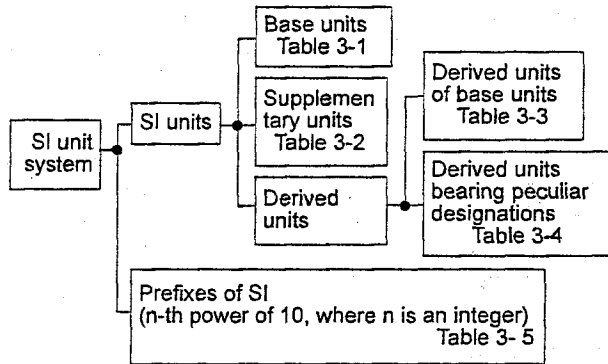 SI unit
system
SI units
Base units
Table 3-1
Supplemen
tary units
Table 3-2
Derived
units
Derived units
of base units
Table 3-3
Derived units
bearing peculiar
designations
Table 3-4
Prefixes of SI
(n-th power of 10, where n is an integer)
Table 3- 5